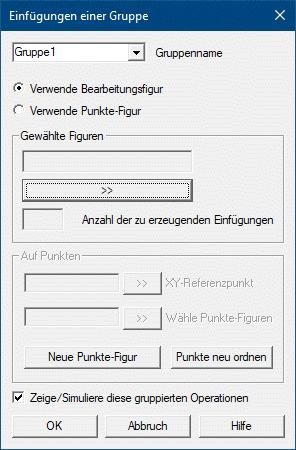 Einfügungen einer Gruppe
Gruppe1 Gruppenname
Verwende Bearbeitungsfigur
Verwende Punkte-Figur
Gewählte Figuren
>>
Anzahl der zu erzeugenden Einfügungen
Auf Punkten
>> XY-Referenzpunkt
>> Wähle Punkte-Figuren
Neue Punkte-Figur Punkte neu ordnen
Zeige/Simuliere diese gruppierten Operationen
OK Abbruch Hilfe